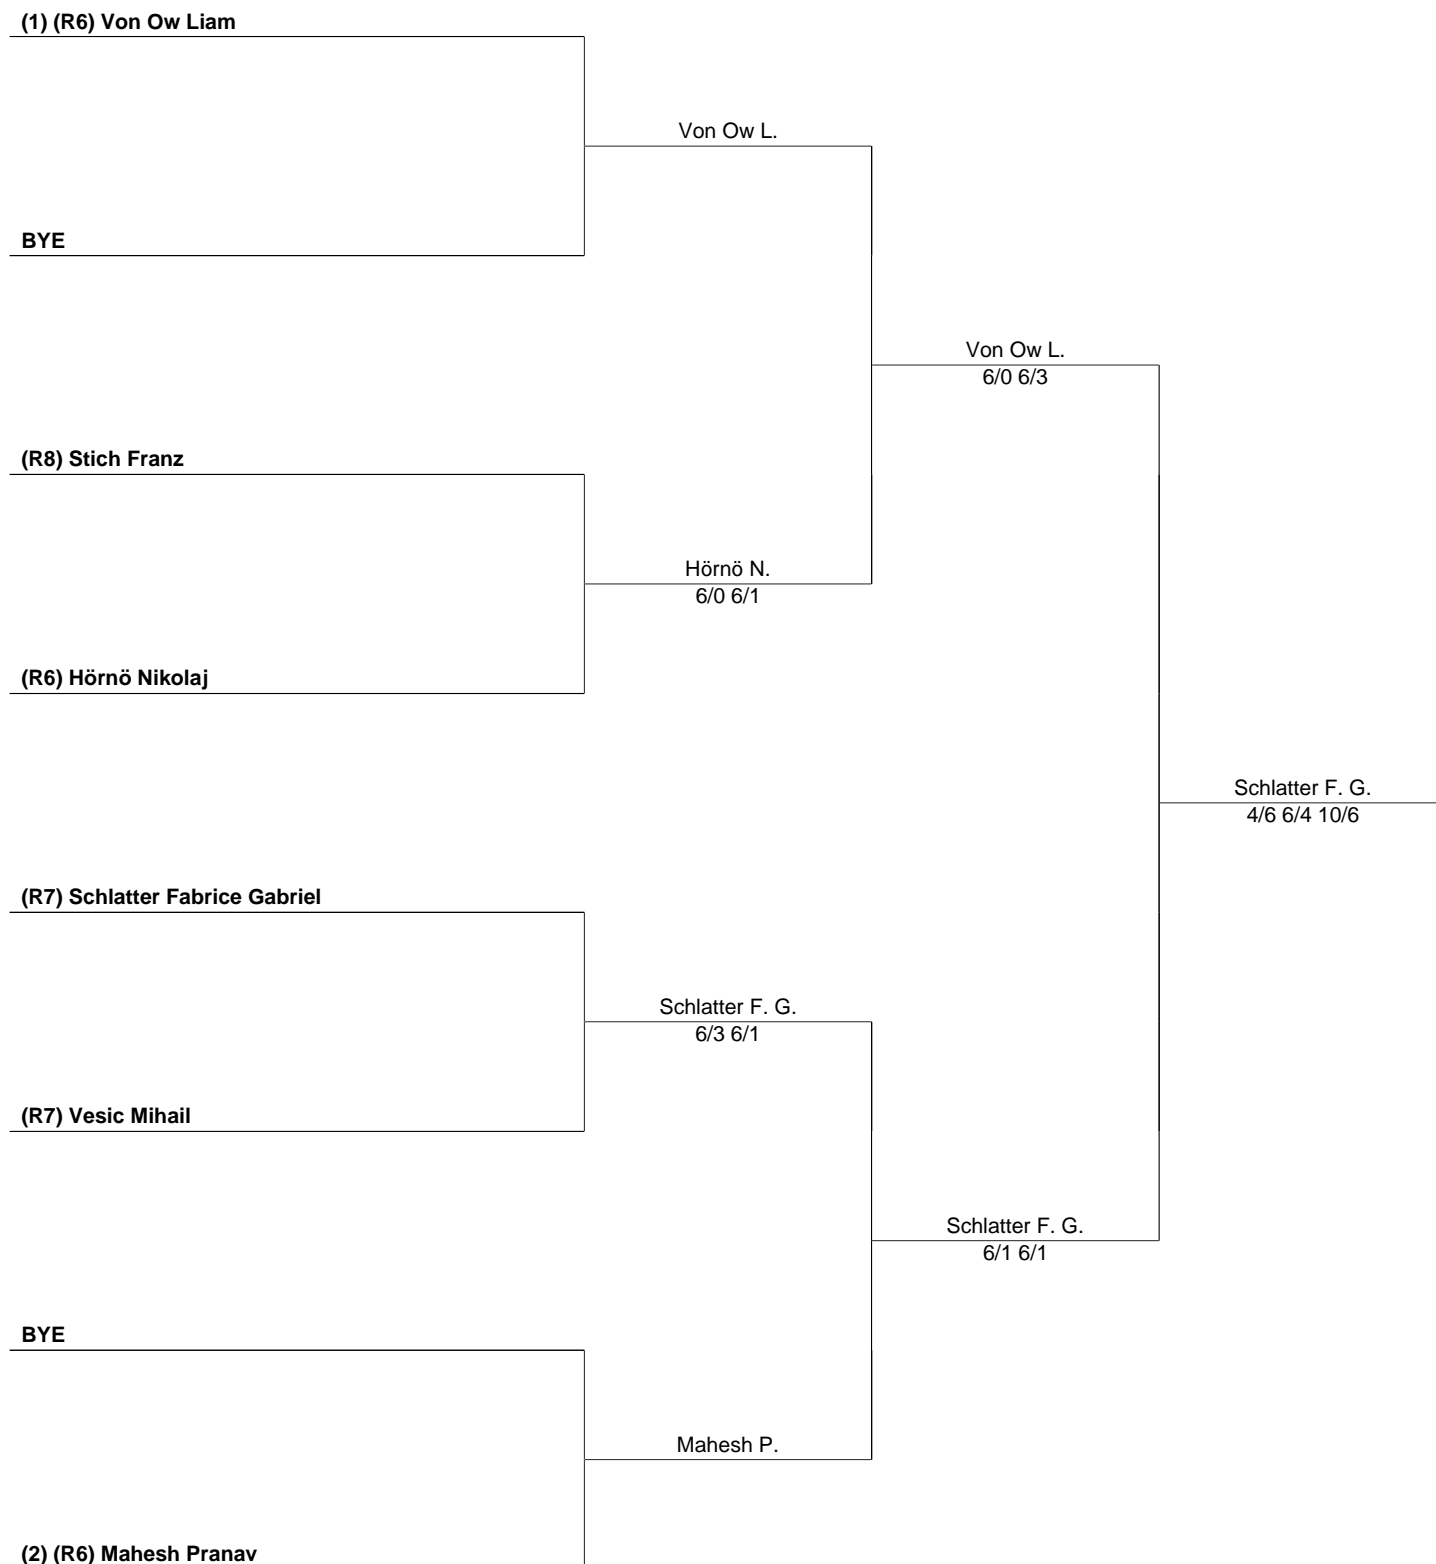 (1) (R6) Von Ow Liam
Von Ow L.
BYE
Von Ow L.
6/0 6/3
(R8) Stich Franz
Hörnö N.
6/0 6/1
(R6) Hörnö Nikolaj
Schlatter F. G.
4/6 6/4 10/6
(R7) Schlatter Fabrice Gabriel
Schlatter F. G.
6/3 6/1
(R7) Vesic Mihail
Schlatter F. G.
6/1 6/1
BYE
Mahesh P.
(2) (R6) Mahesh Pranav